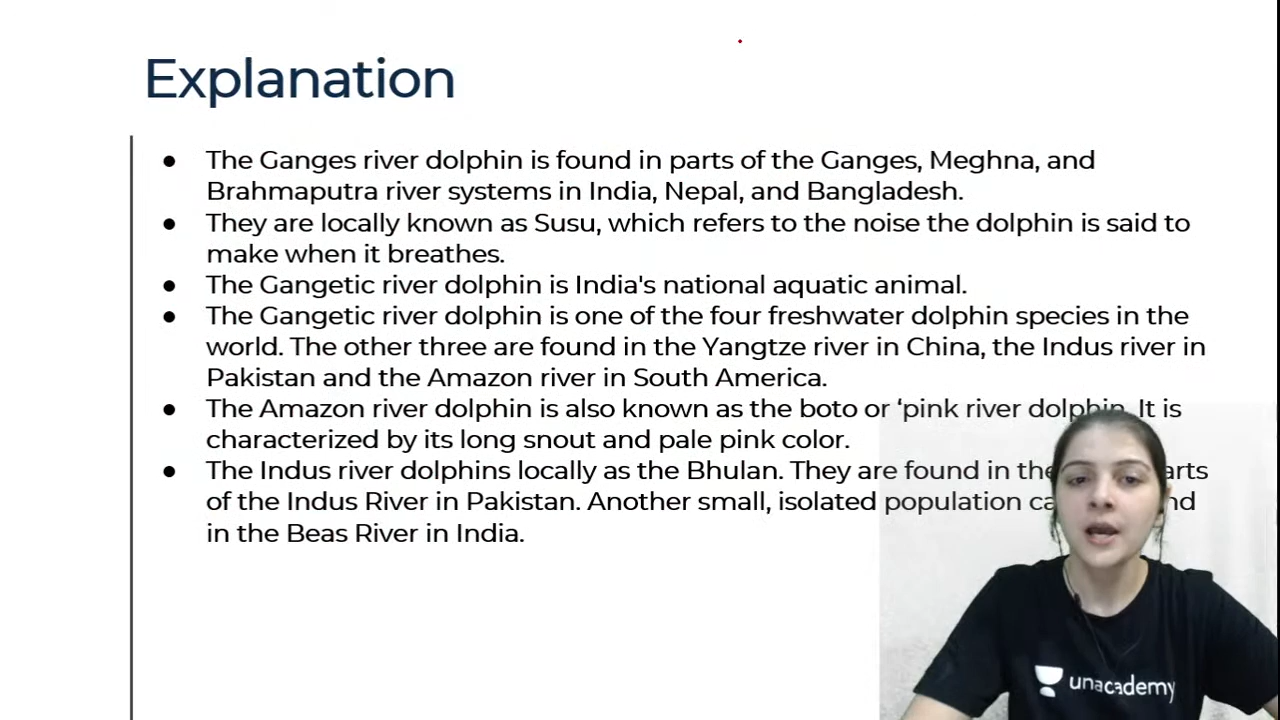 Explanation
● The Ganges river dolphin is found in parts of the Ganges, Meghna, and
Brahmaputra river systems in India, Nepal, and Bangladesh.
● They are locally known as Susu, which refers to the noise the dolphin is said to
make when it breathes.
● The Gangetic river dolphin is India's national aquatic animal.
● The Gangetic river dolphin is one of the four freshwater dolphin species in the
world. The other three are found in the Yangtze river in China, the Indus river in
Pakistan and the Amazon river in South America.
● The Amazon river dolphin is also known as the boto or ‘pink river dolphin. It is
characterized by its long snout and pale pink color.
● The Indus river dolphins locally as the Bhulan. They are found in the
of the Indus River in Pakistan. Another small, isolated population
in the Beas River in India.
unacademy